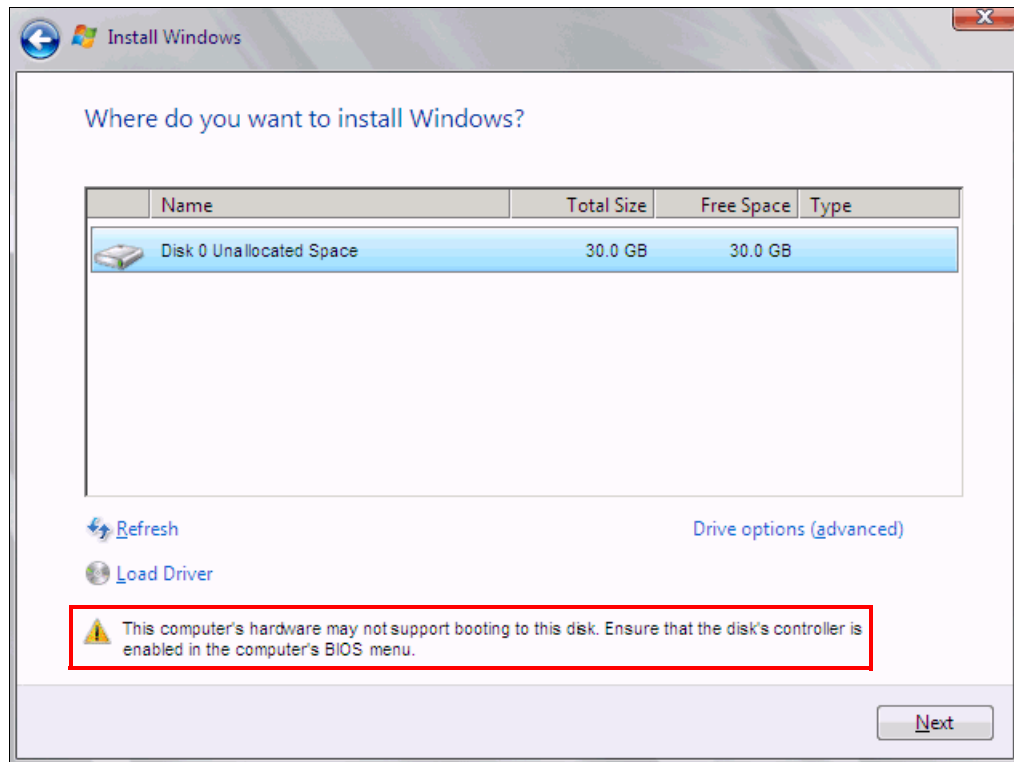 Install Windows
Where do you want to install Windows?
Name Total Size Free Space Type
Disk 0 Unallocated Space 30.0 GB 30.0 GB
Refresh Drive options (advanced)
Load Driver
This computer's hardware may not support booting to this disk. Ensure that the disk's controller is
enabled in the computer's BIOS menu.
Next